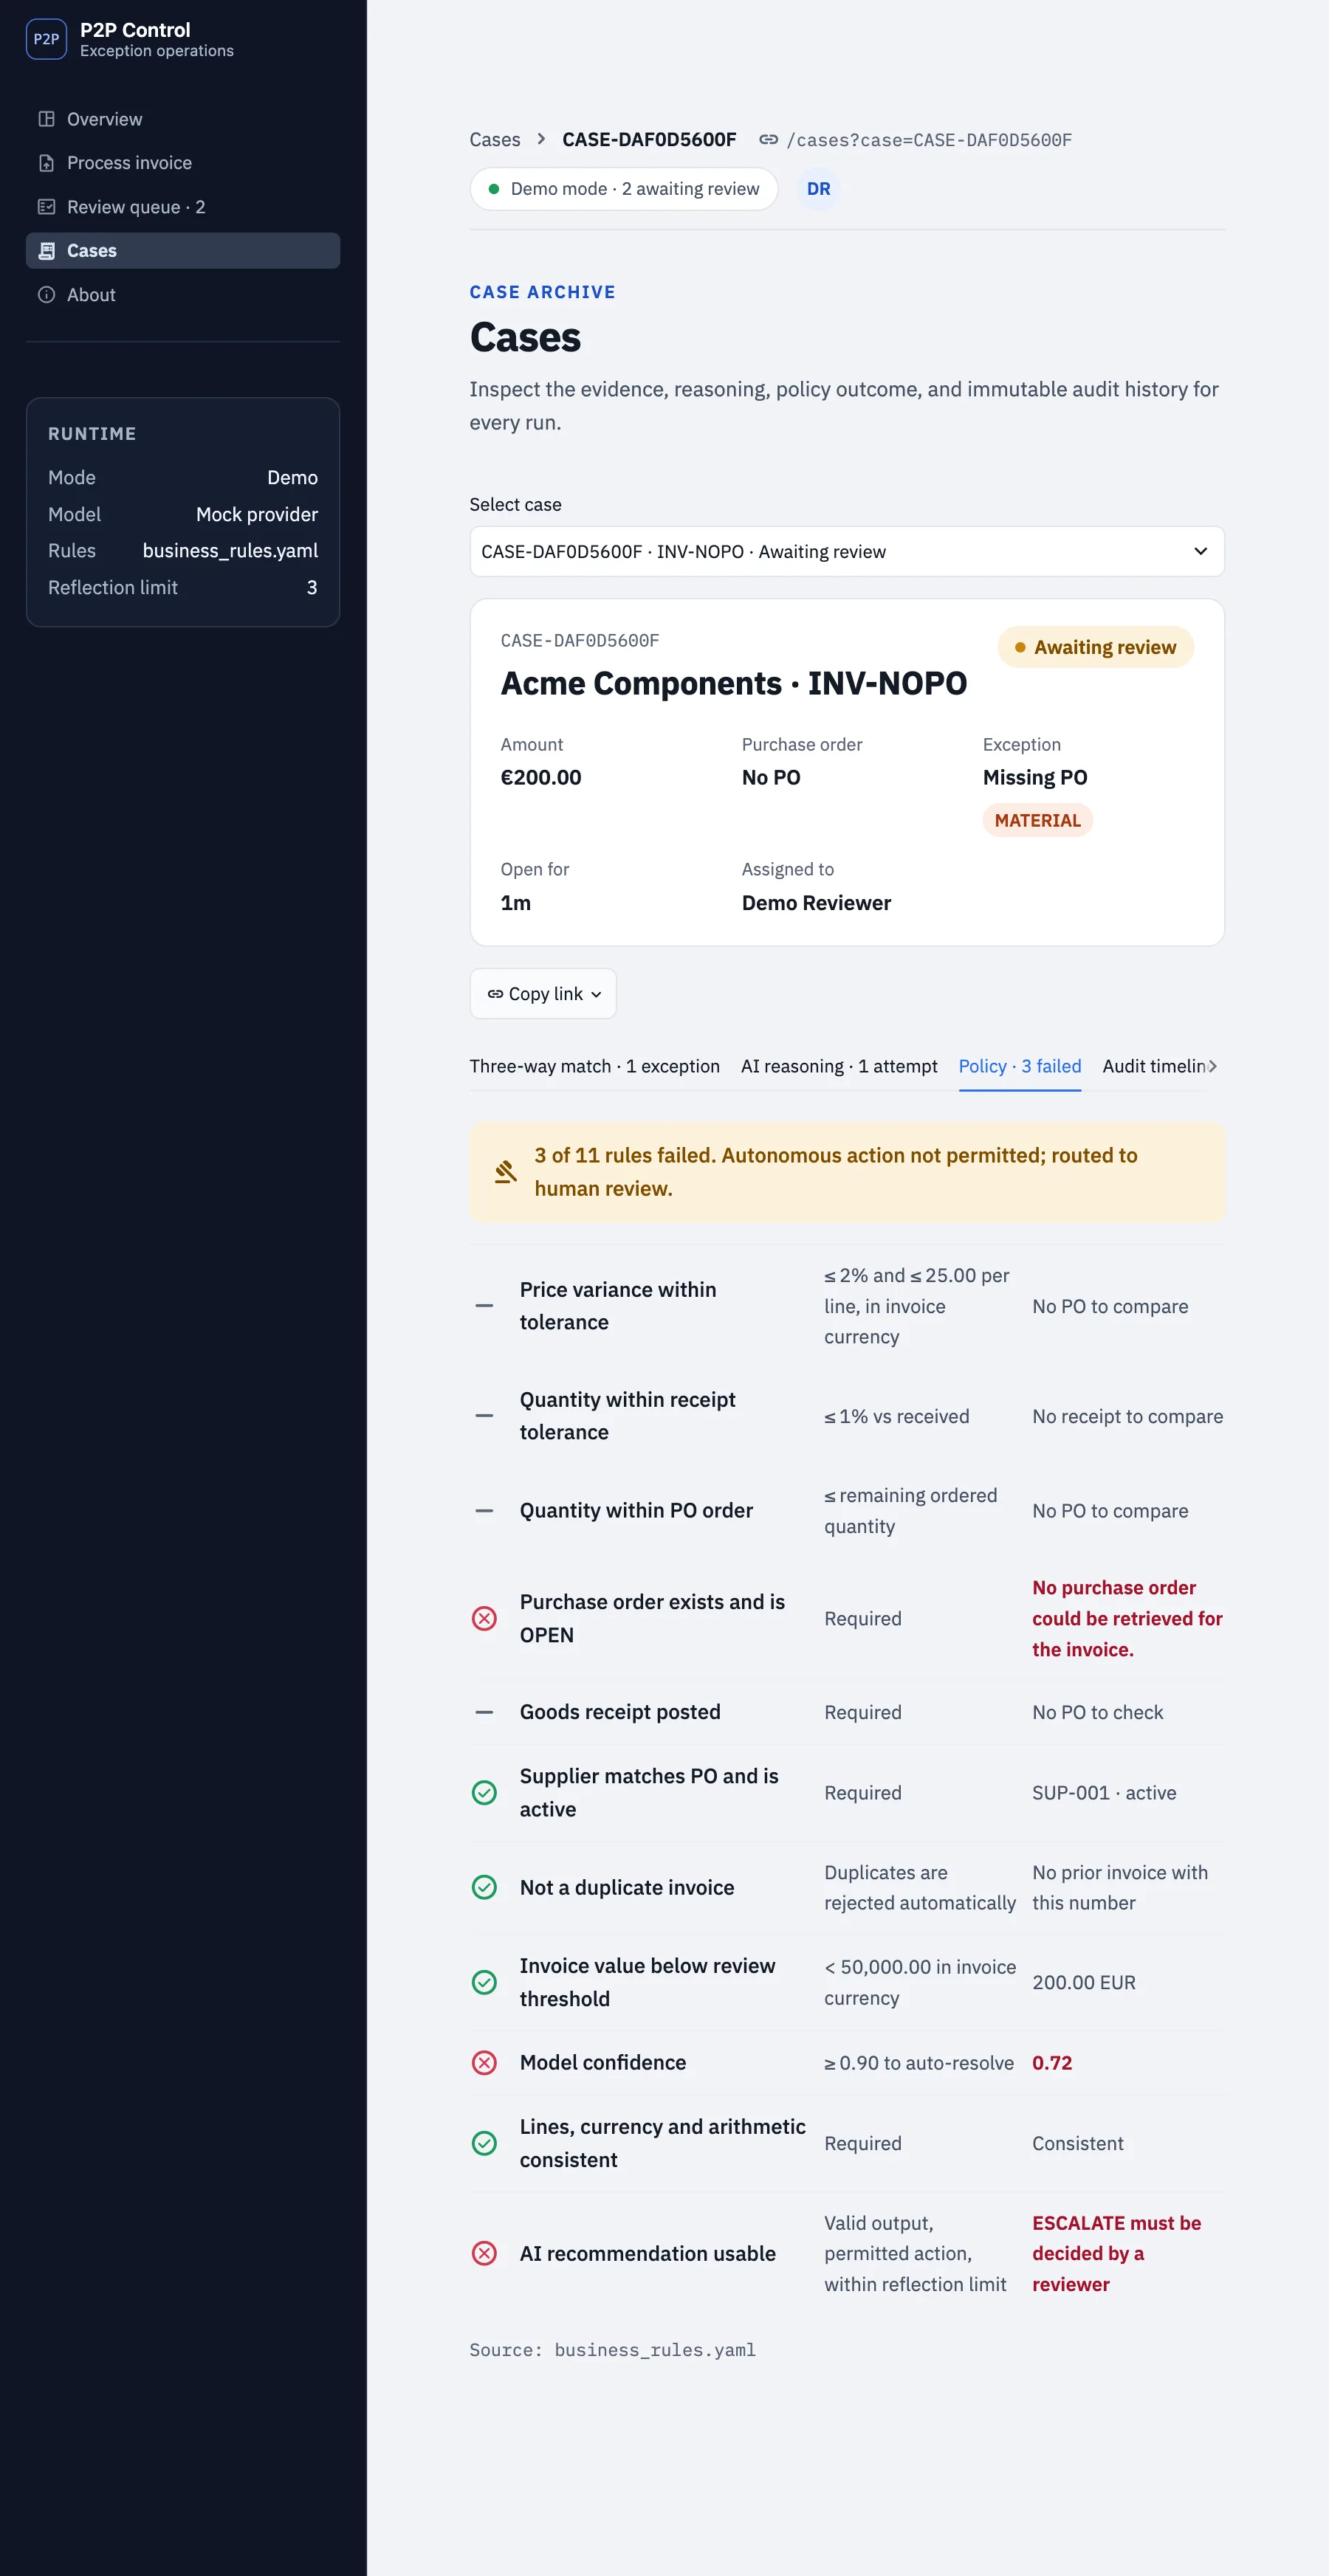 P2P
P2P Control
Exception operations
Overview
Process invoice
Review queue · 2
Cases
About
RUNTIME
Mode Demo
Model Mock provider
Rules business_rules.yaml
Reflection limit 3
Cases > CASE-DAF0D5600F /cases?case=CASE-DAF0D5600F
Demo mode · 2 awaiting review DR
CASE ARCHIVE
Cases
Inspect the evidence, reasoning, policy outcome, and immutable audit history for
every run.
Select case
CASE-DAF0D5600F · INV-NOPO · Awaiting review
CASE-DAF0D5600F
Awaiting review
Acme Components · INV-NOPO
Amount Purchase order Exception
€200.00 No PO Missing PO
MATERIAL
Open for Assigned to
1m Demo Reviewer
Copy link
Three-way match · 1 exception AI reasoning · 1 attempt Policy · 3 failed Audit timelin
3 of 11 rules failed. Autonomous action not permitted; routed to
human review.
Price variance within
tolerance
≤ 2% and ≤ 25.00 per
line, in invoice
currency
No PO to compare
Quantity within receipt
tolerance
≤ 1% vs received
No receipt to compare
Quantity within PO order
≤ remaining ordered
quantity
No PO to compare
Purchase order exists and is
OPEN
Required
No purchase order
could be retrieved for
the invoice.
Goods receipt posted
Required
No PO to check
Supplier matches PO and is
active
Required
SUP-001 · active
Not a duplicate invoice
Duplicates are
rejected automatically
No prior invoice with
this number
Invoice value below review
threshold
< 50,000.00 in invoice
currency
200.00 EUR
Model confidence
≥ 0.90 to auto-resolve
0.72
Lines, currency and arithmetic
consistent
Required
Consistent
AI recommendation usable
Valid output,
permitted action,
within reflection limit
ESCALATE must be
decided by a
reviewer
Source: business_rules.yaml